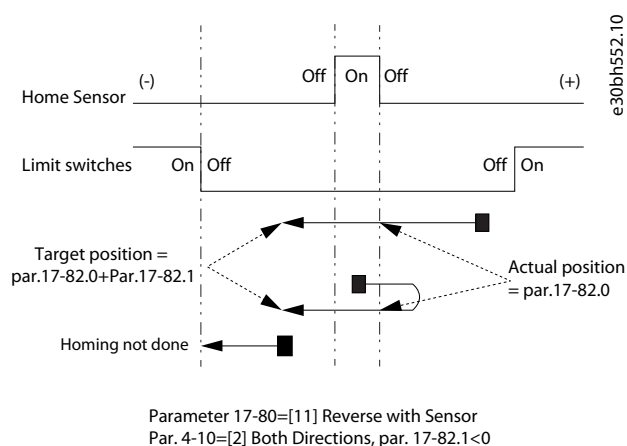 e30bh552.10
(-)
Off
On
Off
(+)
Home Sensor
Limit switches
On
Off
Off
On
Target position =
par.17-82.0+Par.17-82.1
Actual position
= par.17-82.0
Homing not done
Parameter 17-80=[11] Reverse with Sensor
Par. 4-10=[2] Both Directions, par. 17-82.1<0